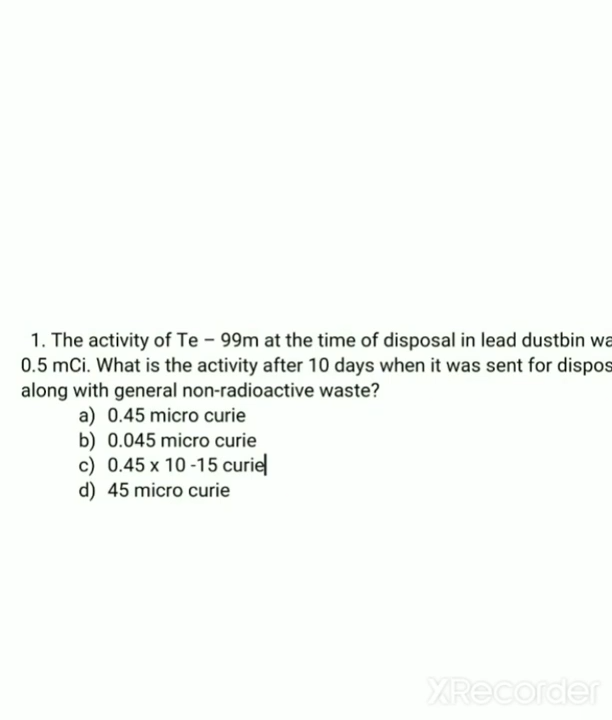 1. The activity of Te – 99m at the time of disposal in lead dustbin
0.5 mCi. What is the activity after 10 days when it was sent for
along with general non-radioactive waste?
a) 0.45 micro curie
b) 0.045 micro curie
c) 0.45 x 10 -15 curie
d) 45 micro curie
XRecorder